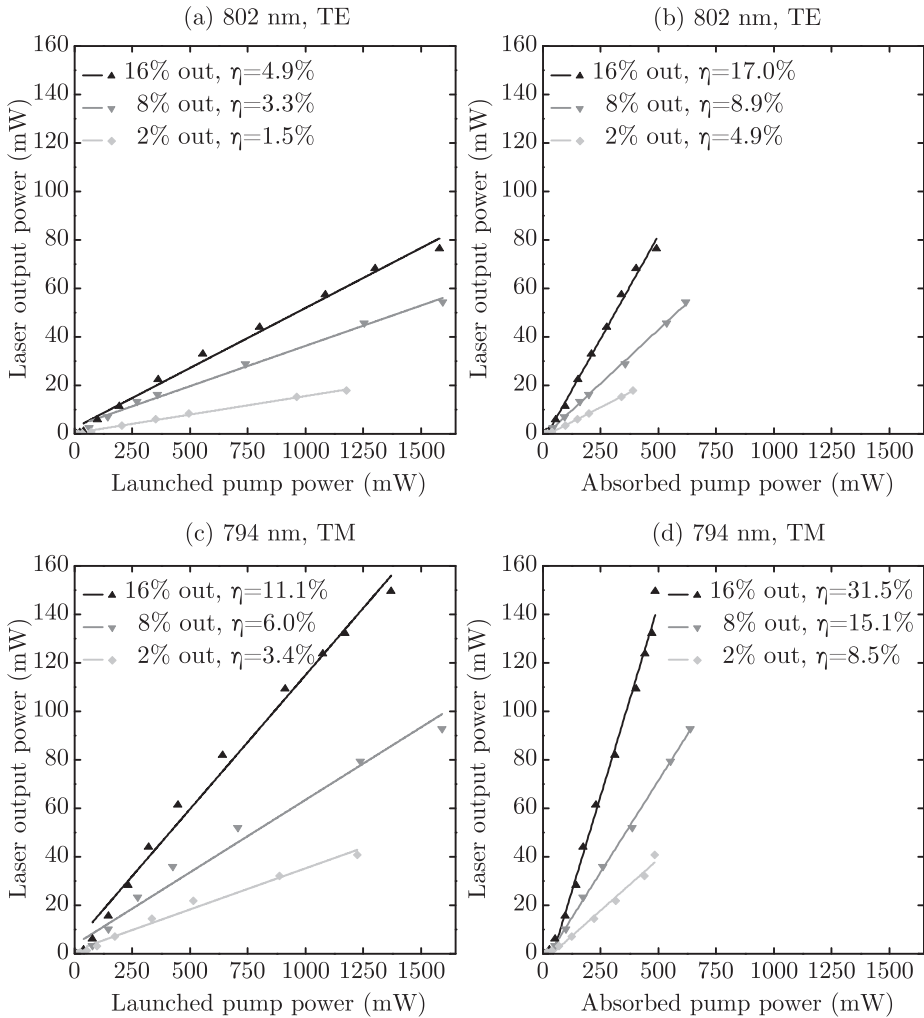 (a) 802 nm, TE
160
140
120
100
80
60
40
20
0
Laser output power (mW)
16% out, η=4.9%
8% out, η=3.3%
2% out, η=1.5%
0 250 500 750 1000 1250 1500
Launched pump power (mW)
(b) 802 nm, TE
160
140
120
100
80
60
40
20
0
Laser output power (mW)
16% out, η=17.0%
8% out, η=8.9%
2% out, η=4.9%
0 250 500 750 1000 1250 1500
Absorbed pump power (mW)
(c) 794 nm, TM
160
140
120
100
80
60
40
20
0
Laser output power (mW)
16% out, η=11.1%
8% out, η=6.0%
2% out, η=3.4%
0 250 500 750 1000 1250 1500
Launched pump power (mW)
(d) 794 nm, TM
160
140
120
100
80
60
40
20
0
Laser output power (mW)
16% out, η=31.5%
8% out, η=15.1%
2% out, η=8.5%
0 250 500 750 1000 1250 1500
Absorbed pump power (mW)